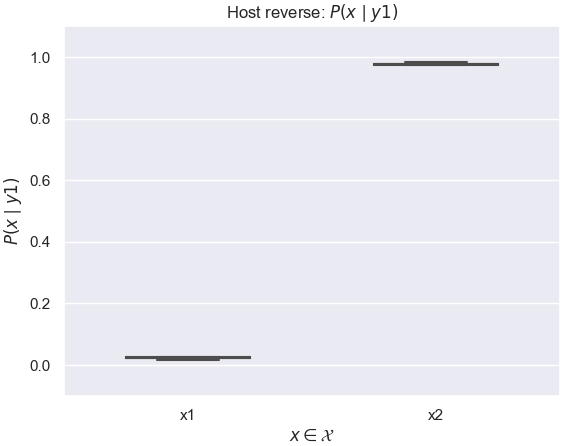 Host reverse: P(x | y1)
P(x | y1)
1.0
0.8
0.6
0.4
0.2
0.0
x1 x2
x ∈ 𝒳